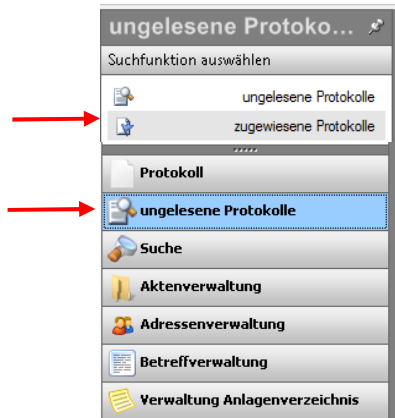 ungelesene Protoko...
Suchfunktion auswählen
ungelesene Protokolle
zugewiesene Protokolle
Protokoll
ungelesene Protokolle
Suche
Aktenverwaltung
Adressenverwaltung
Betreffverwaltung
Verwaltung Anlagenverzeichnis